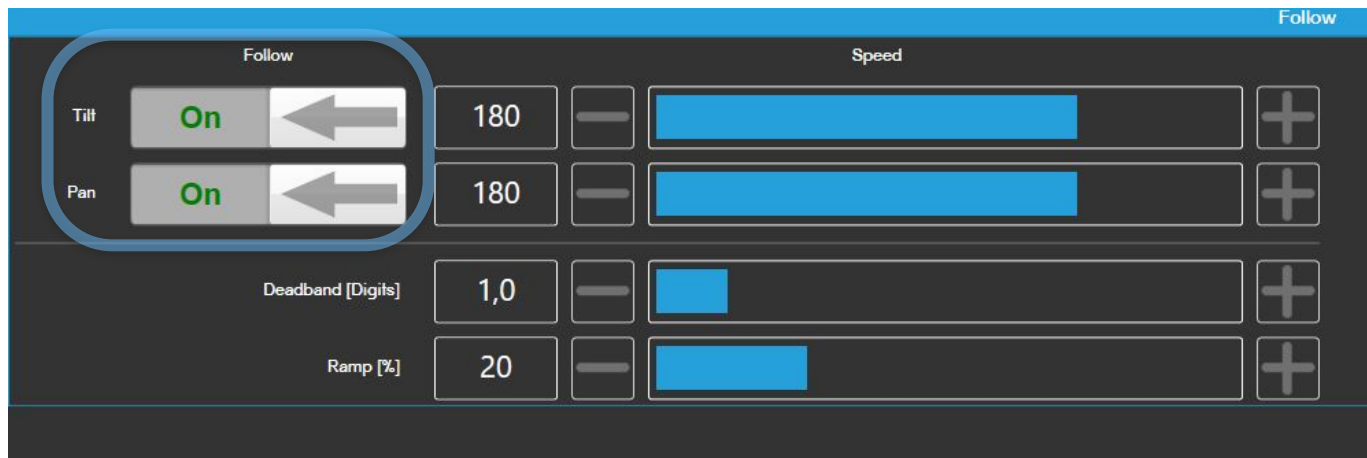 Follow
Follow Speed
Tilt On 180
Pan On 180
Deadband [Digits] 1,0
Ramp [%] 20